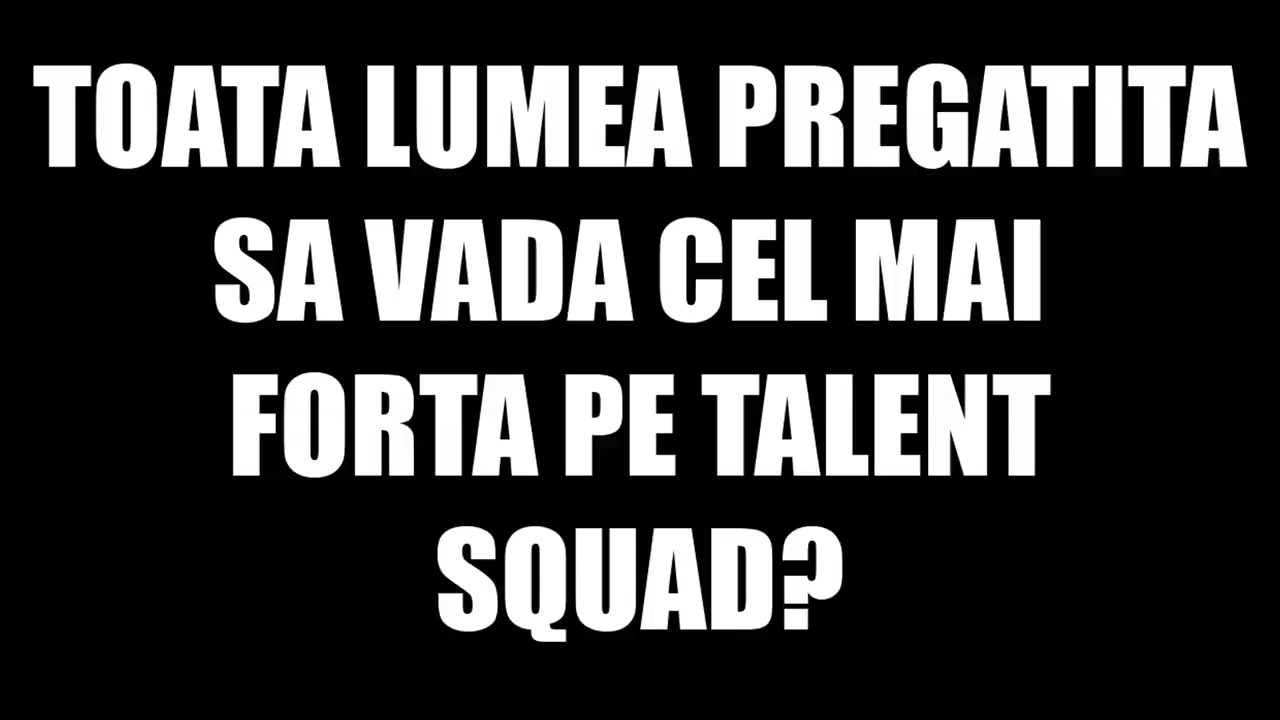 TOATA LUMEA PREGATITA
SA VADA CEL MAI
FORTA PE TALENT
SQUAD?